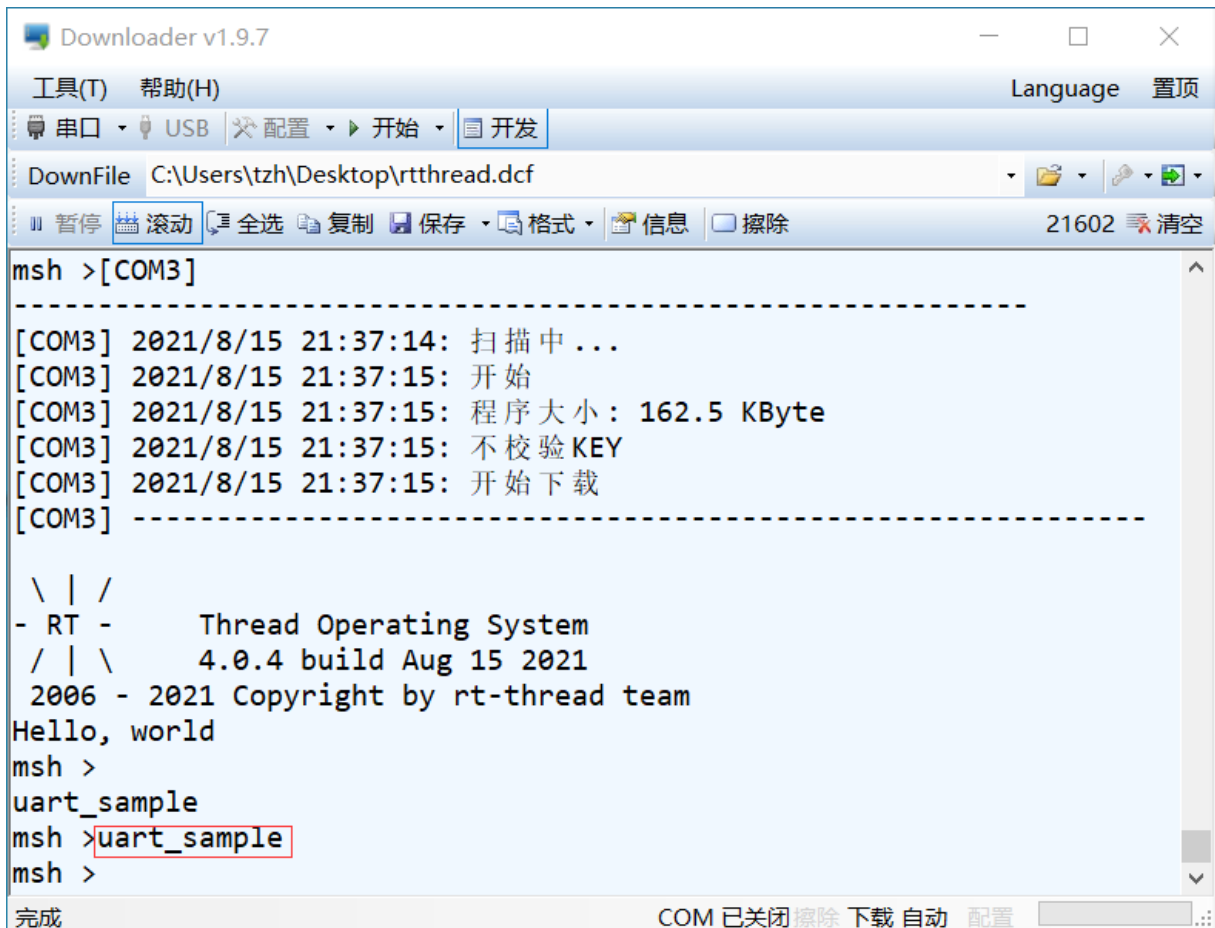 Downloader v1.9.7
工具(T) 帮助(H) Language 置顶
串口 USB 配置 开始 开发
DownFile C:\Users\tzh\Desktop\rtthread.dcf
暂停 滚动 全选 复制 保存 格式 信息 擦除 21602 清空
msh >[COM3]
--------------------------------------------------------------
[COM3] 2021/8/15 21:37:14: 扫描中...
[COM3] 2021/8/15 21:37:15: 开始
[COM3] 2021/8/15 21:37:15: 程序大小: 162.5 KByte
[COM3] 2021/8/15 21:37:15: 不校验KEY
[COM3] 2021/8/15 21:37:15: 开始下载
[COM3] --------------------------------------------------------------
\ | /
- RT -     Thread Operating System
/ | \     4.0.4 build Aug 15 2021
2006 - 2021 Copyright by rt-thread team
Hello, world
msh >
uart_sample
msh >uart_sample
msh >
完成 COM 已关闭 擦除 下载 自动 配置